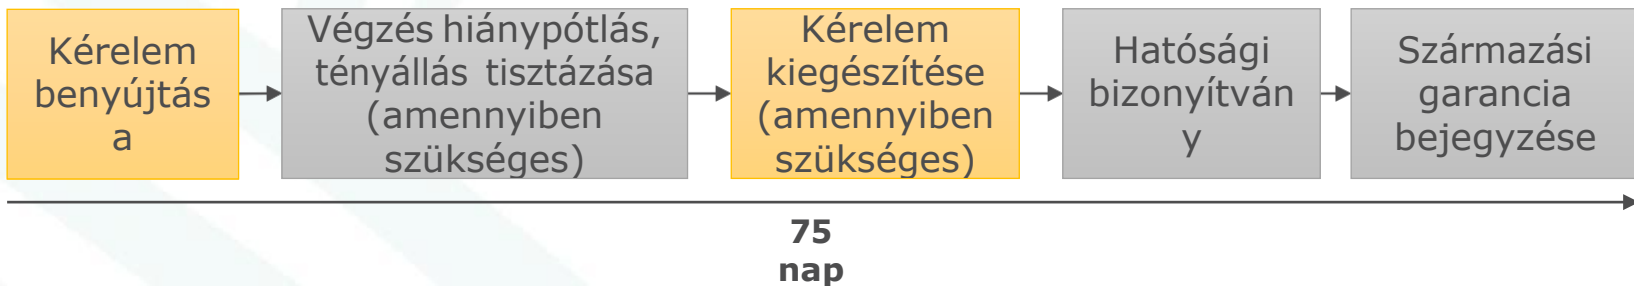 Kérelem
benyújtás
a
Végzés hiánypótlás,
tényállás tisztázása
(amennyiben
szükséges)
Kérelem
kiegészítése
(amennyiben
szükséges)
Hatósági
bizonyítván
y
Származási
garancia
bejegyzése
75
nap